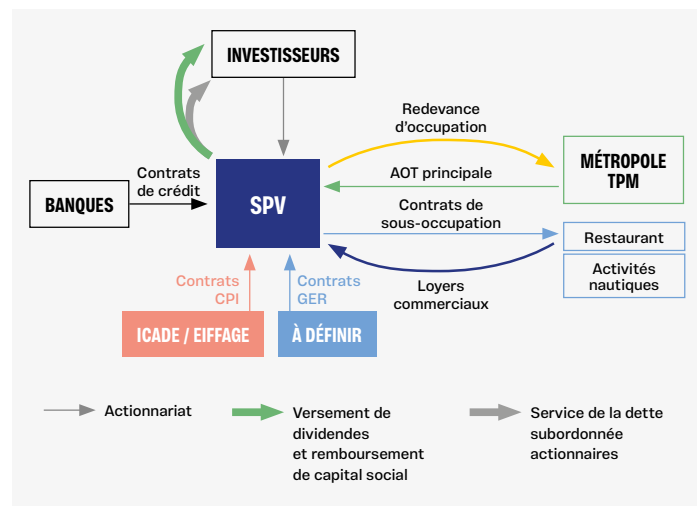 INVESTISSEURS
Redevance
d’occupation
MÉTROPOLE
TPM
AOT principale
Contrats
de crédit
BANQUES
SPV
Contrats de
sous-occupation
Restaurant
Activités
nautiques
Loyers
commerciaux
Contrats
CPI
Contrats
GER
ICADE / EIFFAGE
À DÉFINIR
Actionnariat
Versement de
dividendes
et remboursement
de capital social
Service de la dette
subordonnée
actionnaires